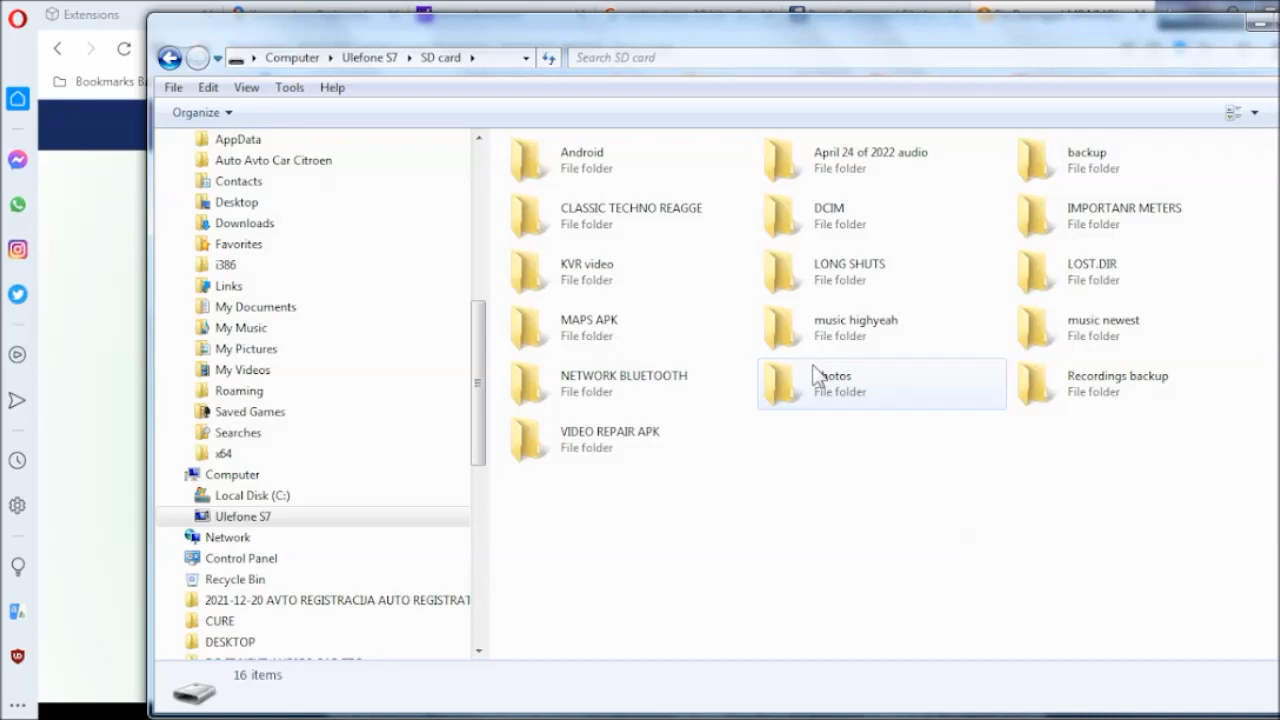 Extensions
Bookmarks
Computer
Ulefone S7
SD card
Search SD card
File
Edit
View
Tools
Help
Organize
AppData
Auto Avto Car Citroen
Contacts
Desktop
Downloads
Favorites
i386
Links
My Documents
My Music
My Pictures
My Videos
Roaming
Saved Games
Searches
x64
Computer
Local Disk (C:)
Ulefone S7
Network
Control Panel
Recycle Bin
2021-12-20 AVTO REGISTRACIJA AUTO REGISTRAT
CURE
DESKTOP
Android
File folder
April 24 of 2022 audio
File folder
backup
File folder
CLASSIC TECHNO REAGGE
File folder
DCIM
File folder
IMPORTANR METERS
File folder
KVR video
File folder
LONG SHUTS
File folder
LOST.DIR
File folder
MAPS APK
File folder
music highyeah
File folder
music newest
File folder
NETWORK BLUETOOTH
File folder
hotos
File folder
Recordings backup
File folder
VIDEO REPAIR APK
File folder
16 items